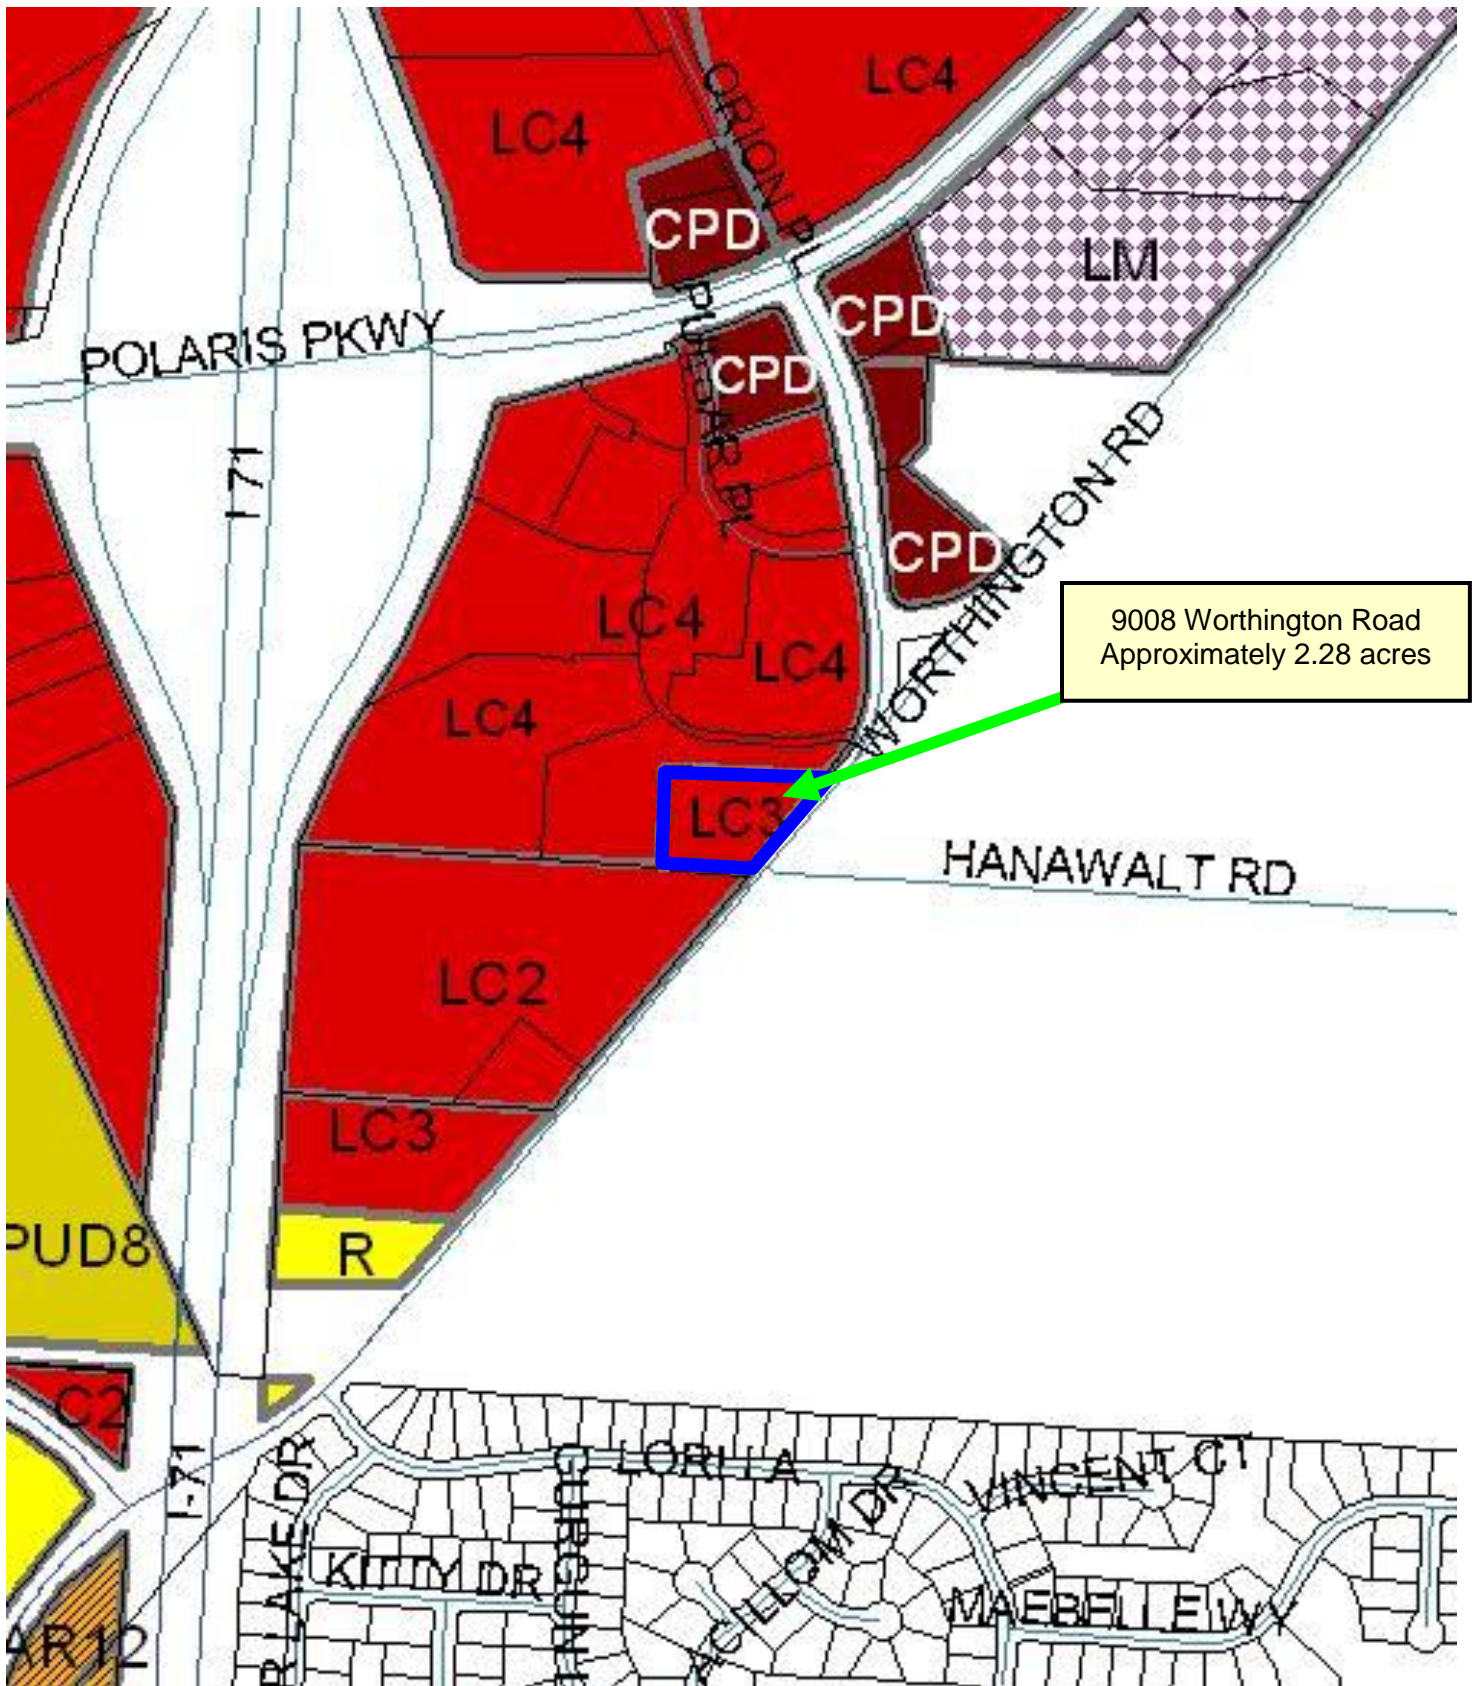 LC4
ORION PL
LC4
CPD
LM
CPD
POLARIS PKWY
CPD
PULSAR PL
I 71
WORTHINGTON RD
CPD
9008 Worthington Road
Approximately 2.28 acres
LC4
LC4
LC4
LC3
HANAWALT RD
LC2
LC3
PUD8
R
C2
I-71
LORI LA
VINCENT CT
KITTY DR
MAEBELLE WY
AR12